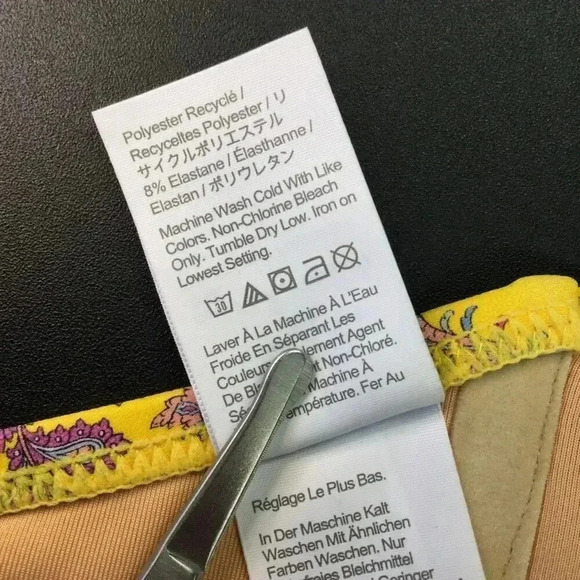 Polyester Recyclé /
Recyceltes Polyester / リ
サイクルポリエステル
8% Elastane / Élasthanne /
Elastan / ポリウレタン
Machine Wash Cold With Like
Colors. Non-Chlorine Bleach
Only. Tumble Dry Low. Iron on
Lowest Setting.
30
Laver À La Machine À L'Eau
Froide En Séparant Les
Agent
De Non-Chloré.
Machine À
Fer Au
Réglage Le Plus Bas.
In Der Maschine Kalt
Waschen Mit Ähnlichen
Farben Waschen. Nur
Bleichmittel